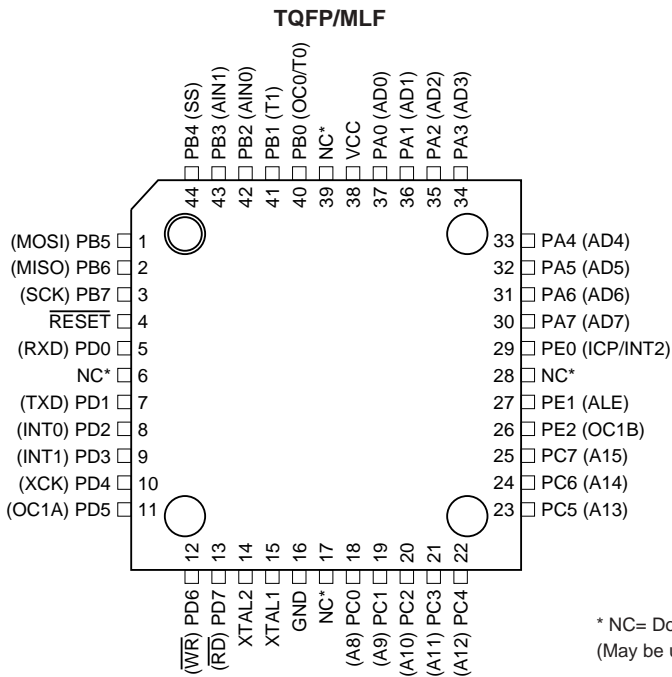 TQFP/MLF
PB4 (SS)
PB3 (AIN1)
PB2 (AIN0)
PB1 (T1)
PB0 (OC0/T0)
NC*
VCC
PA0 (AD0)
PA1 (AD1)
PA2 (AD2)
PA3 (AD3)
44 43 42 41 40 39 38 37 36 35 34
(MOSI) PB5 1
(MISO) PB6 2
(SCK) PB7 3
RESET 4
(RXD) PD0 5
NC* 6
(TXD) PD1 7
(INT0) PD2 8
(INT1) PD3 9
(XCK) PD4 10
(OC1A) PD5 11
33 PA4 (AD4)
32 PA5 (AD5)
31 PA6 (AD6)
30 PA7 (AD7)
29 PE0 (ICP/INT2)
28 NC*
27 PE1 (ALE)
26 PE2 (OC1B)
25 PC7 (A15)
24 PC6 (A14)
23 PC5 (A13)
12 13 14 15 16 17 18 19 20 21 22
(WR) PD6
(RD) PD7
XTAL2
XTAL1
GND
NC*
(A8) PC0
(A9) PC1
(A10) PC2
(A11) PC3
(A12) PC4
* NC= Do
(May be